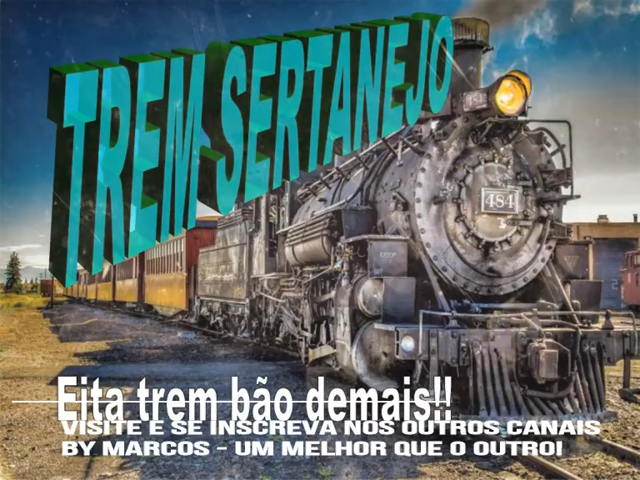 TREM SERTANEJO
484
484
Eita trem bão demais!!
VISITE E SE INSCREVA NOS OUTROS CANAIS
BY MARCOS - UM MELHOR QUE O OUTRO!